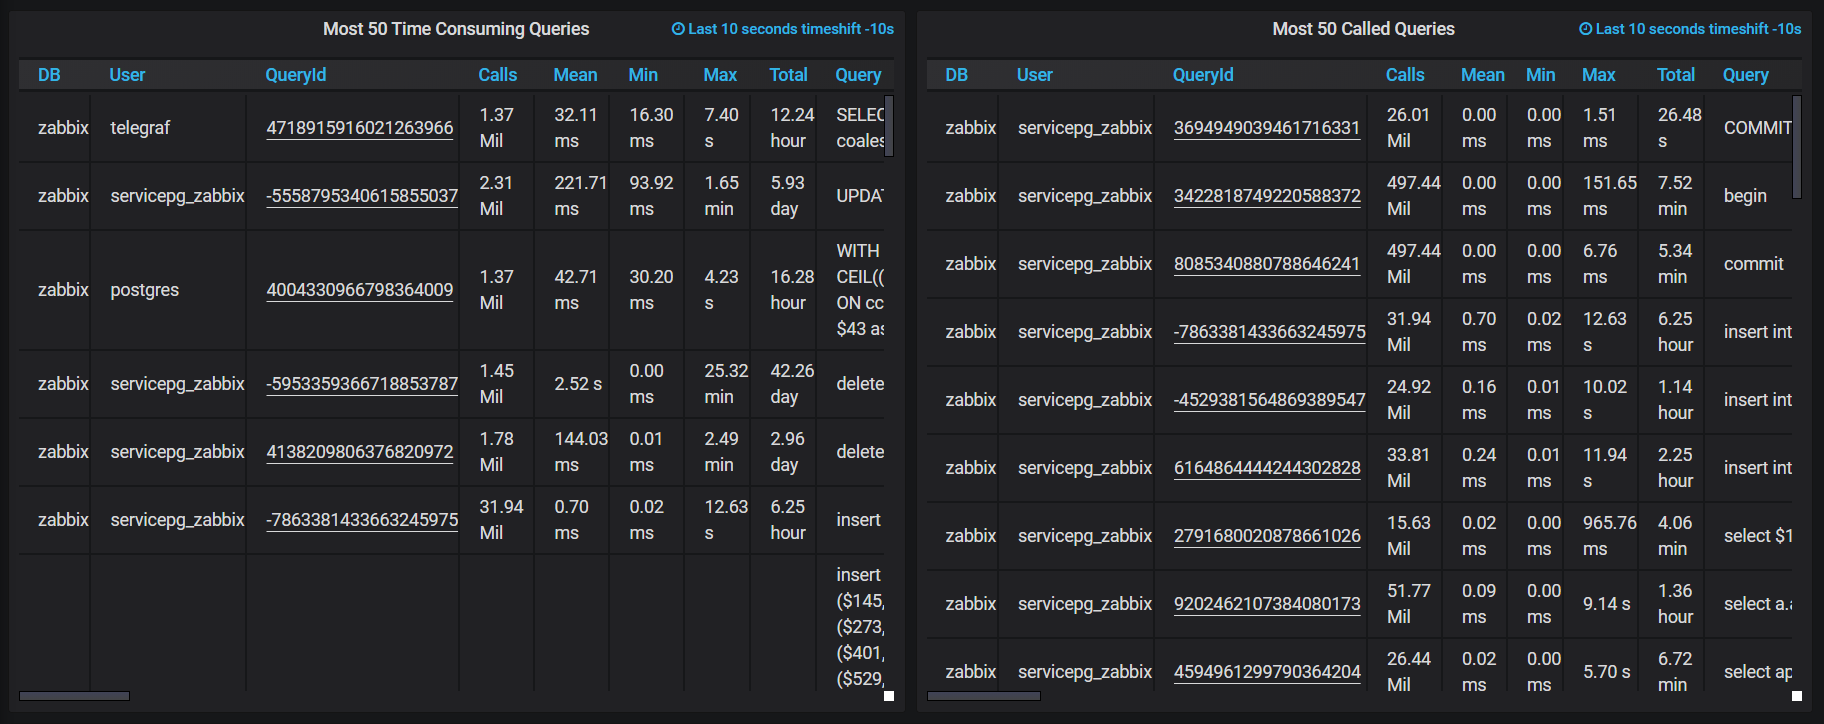 Most 50 Time Consuming Queries
Last 10 seconds timeshift -10s
DB User QueryId Calls Mean Min Max Total Query
zabbix telegraf 4718915916021263966 1.37 Mil 32.11 ms 16.30 ms 7.40 s 12.24 hour SELEC
coales
zabbix servicepg_zabbix -5558795340615855037 2.31 Mil 221.71 ms 93.92 ms 1.65 min 5.93 day UPDAT
zabbix postgres 4004330966798364009 1.37 Mil 42.71 ms 30.20 ms 4.23 s 16.28 hour WITH
CEIL((
ON cc
$43 as
zabbix servicepg_zabbix -5953359366718853787 1.45 Mil 2.52 s 0.00 ms 25.32 min 42.26 day delete
zabbix servicepg_zabbix 4138209806376820972 1.78 Mil 144.03 ms 0.01 ms 2.49 min 2.96 day delete
zabbix servicepg_zabbix -7863381433663245975 31.94 Mil 0.70 ms 0.02 ms 12.63 s 6.25 hour insert
insert
($145,
($273,
($401,
($529,
Most 50 Called Queries
Last 10 seconds timeshift -10s
DB User QueryId Calls Mean Min Max Total Query
zabbix servicepg_zabbix 3694949039461716331 26.01 Mil 0.00 ms 0.00 ms 1.51 ms 26.48 s COMMIT
zabbix servicepg_zabbix 3422818749220588372 497.44 Mil 0.00 ms 0.00 ms 151.65 ms 7.52 min begin
zabbix servicepg_zabbix 8085340880788646241 497.44 Mil 0.00 ms 0.00 ms 6.76 ms 5.34 min commit
zabbix servicepg_zabbix -7863381433663245975 31.94 Mil 0.70 ms 0.02 ms 12.63 s 6.25 hour insert int
zabbix servicepg_zabbix -4529381564869389547 24.92 Mil 0.16 ms 0.01 ms 10.02 s 1.14 hour insert int
zabbix servicepg_zabbix 6164864444244302828 33.81 Mil 0.24 ms 0.01 ms 11.94 s 2.25 hour insert int
zabbix servicepg_zabbix 2791680020878661026 15.63 Mil 0.02 ms 0.00 ms 965.76 ms 4.06 min select $1
zabbix servicepg_zabbix 9202462107384080173 51.77 Mil 0.09 ms 0.00 ms 9.14 s 1.36 hour select a.a
zabbix servicepg_zabbix 4594961299790364204 26.44 Mil 0.02 ms 0.00 ms 5.70 s 6.72 min select ap